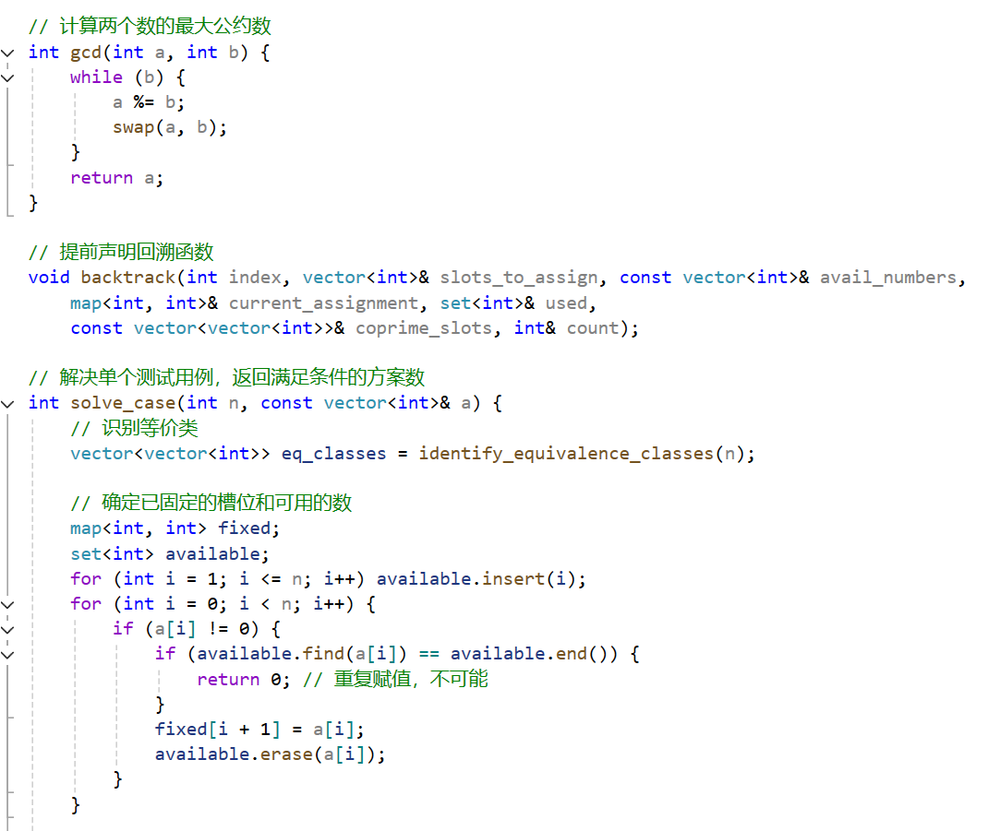 // 计算两个数的最大公约数
int gcd(int a, int b) {
    while (b) {
        a %= b;
        swap(a, b);
    }
    return a;
}

// 提前声明回溯函数
void backtrack(int index, vector<int>& slots_to_assign, const vector<int>& avail_numbers,
    map<int, int>& current_assignment, set<int>& used,
    const vector<vector<int>>& coprime_slots, int& count);

// 解决单个测试用例，返回满足条件的方案数
int solve_case(int n, const vector<int>& a) {
    // 识别等价类
    vector<vector<int>> eq_classes = identify_equivalence_classes(n);

    // 确定已固定的槽位和可用的数
    map<int, int> fixed;
    set<int> available;
    for (int i = 1; i <= n; i++) available.insert(i);
    for (int i = 0; i < n; i++) {
        if (a[i] != 0) {
            if (available.find(a[i]) == available.end()) {
                return 0; // 重复赋值，不可能
            }
            fixed[i + 1] = a[i];
            available.erase(a[i]);
        }
    }